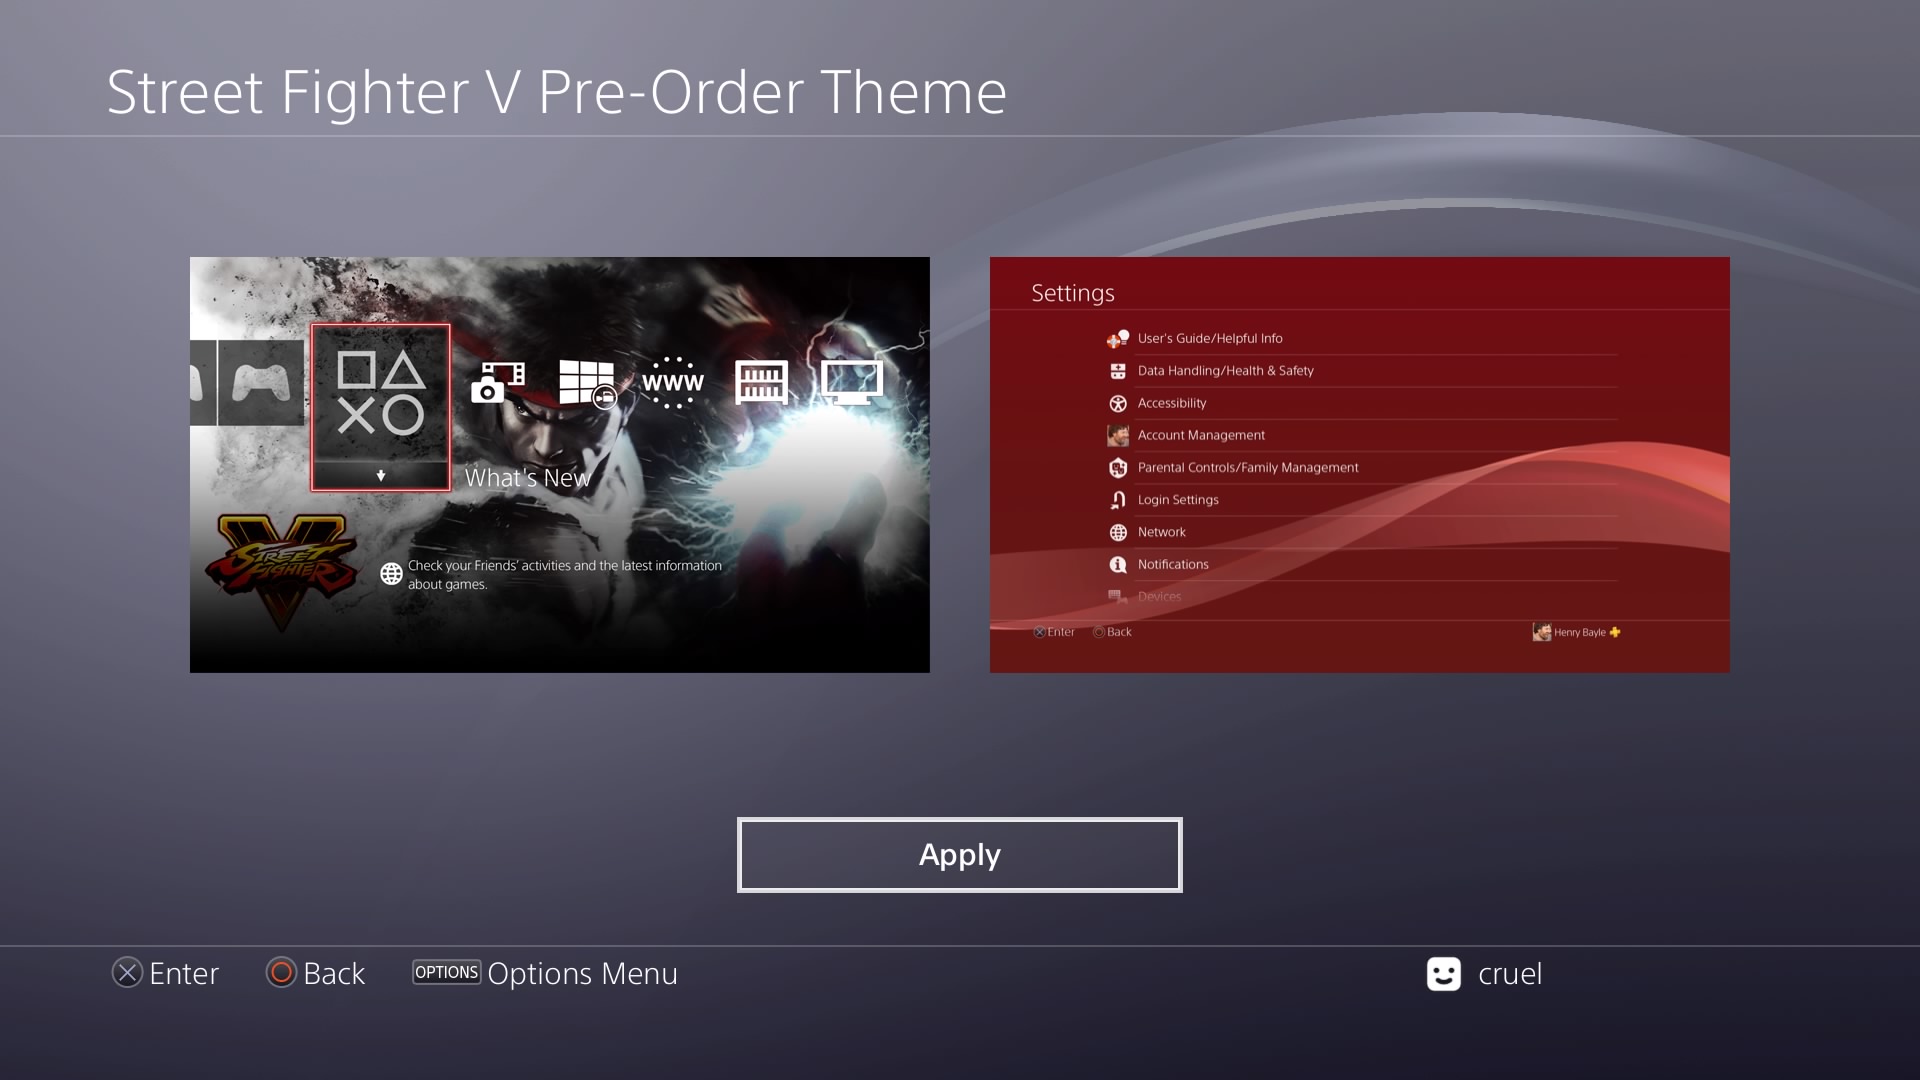 Street Fighter V Pre-Order Theme
WWW
What's New
STREET
FIGHTER
V
Check your Friends' activities and the latest information
about games.
Settings
User's Guide/Helpful Info
Data Handling/Health & Safety
Accessibility
Account Management
Parental Controls/Family Management
Login Settings
Network
Notifications
Devices
Enter Back Henry Bayle
Apply
Enter Back OPTIONS Options Menu cruel